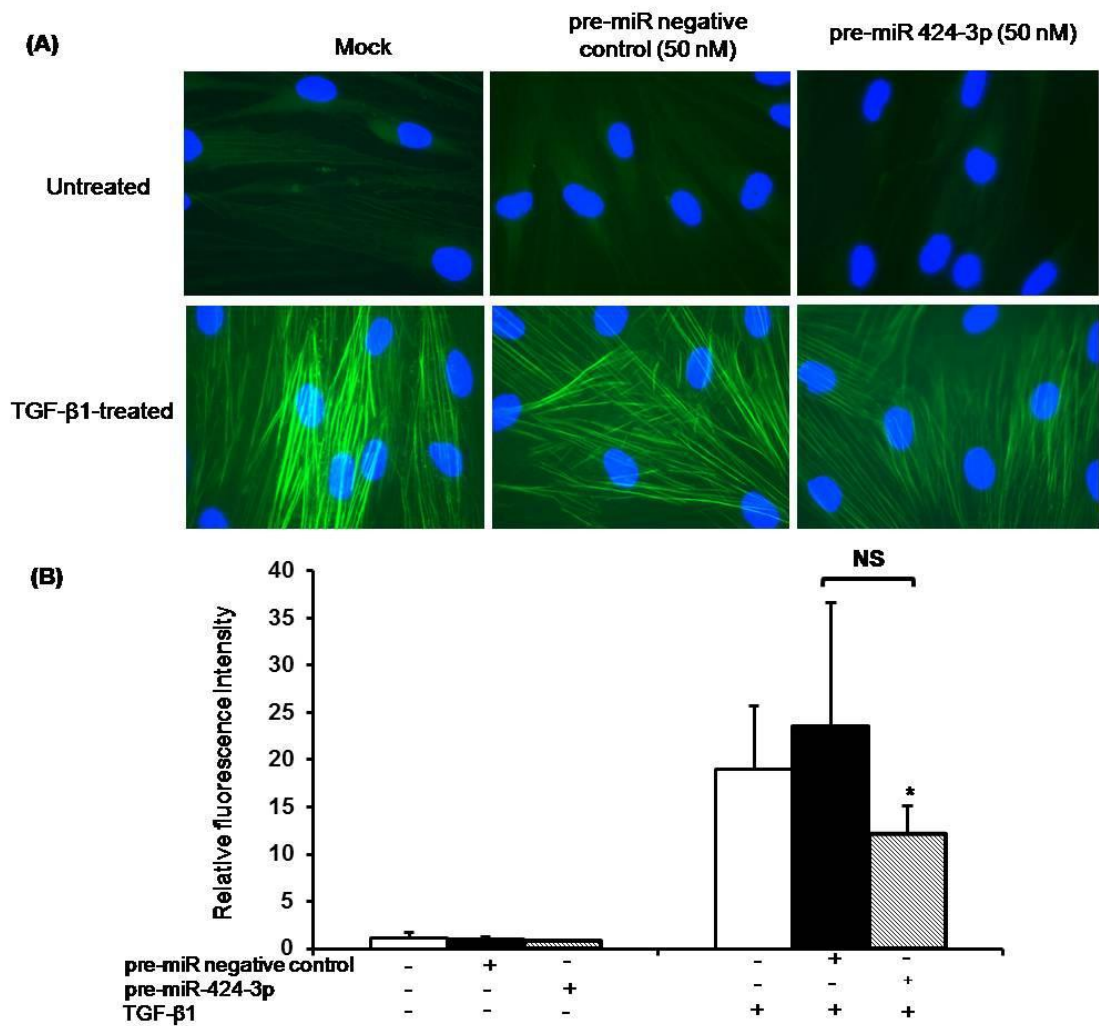 (A)
Mock
pre-miR negative
control (50 nM)
pre-miR 424-3p (50 nM)
Untreated
TGF-β1-treated
(B)
NS
40
35
30
25
20
15
10
5
0
Relative fluorescence intensity
*
pre-miR negative control - + - - + -
pre-miR-424-3p - - + - - +
TGF-β1 - - - + + +